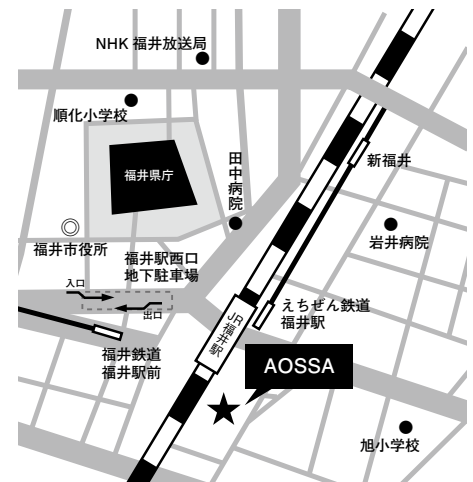 NHK 福井放送局
順化小学校
新福井
福井県庁
田中病院
岩井病院
福井市役所
福井駅西口
地下駐車場
入口
出口
えちぜん鉄道
福井駅
JR福井駅
福井鉄道
福井駅前
AOSSA
旭小学校